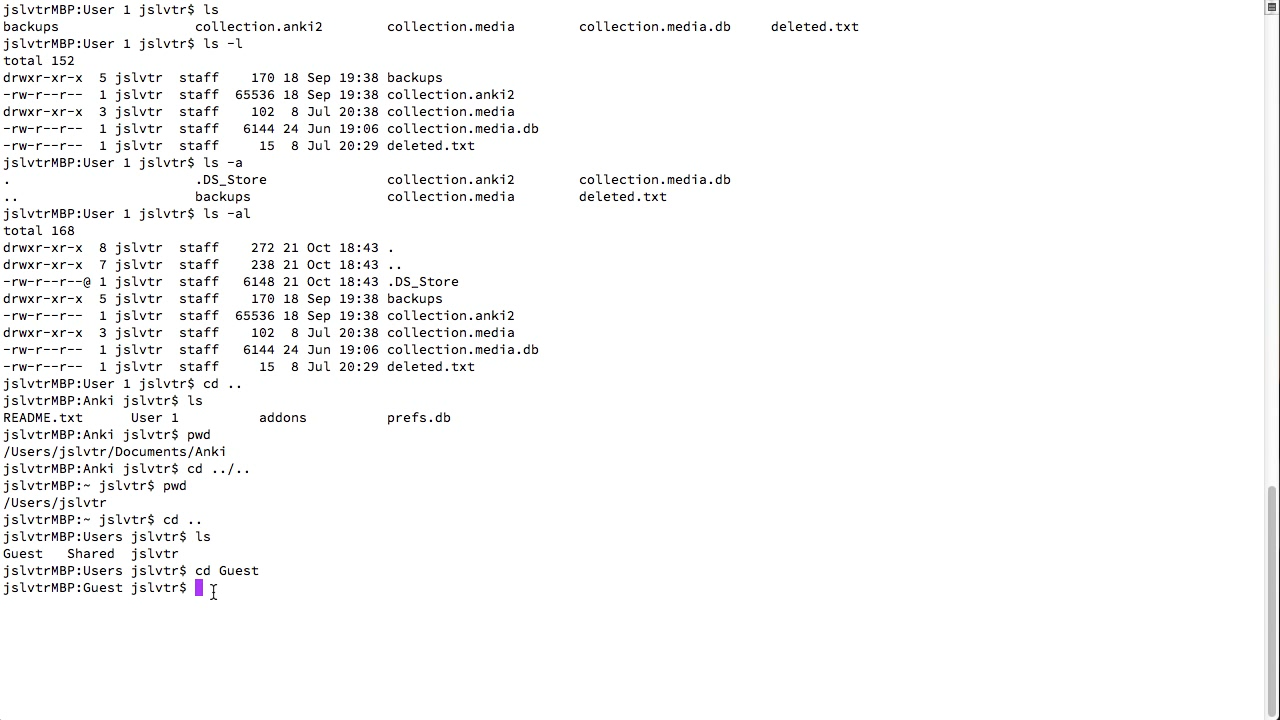 jslvtrMBP:User 1 jslvtr$ ls
backups collection.anki2 collection.media collection.media.db deleted.txt
jslvtrMBP:User 1 jslvtr$ ls -l
total 152
drwxr-xr-x 5 jslvtr staff 170 18 Sep 19:38 backups
-rw-r--r-- 1 jslvtr staff 65536 18 Sep 19:38 collection.anki2
drwxr-xr-x 3 jslvtr staff 102 8 Jul 20:38 collection.media
-rw-r--r-- 1 jslvtr staff 6144 24 Jun 19:06 collection.media.db
-rw-r--r-- 1 jslvtr staff 15 8 Jul 20:29 deleted.txt
jslvtrMBP:User 1 jslvtr$ ls -a
. .DS_Store collection.anki2 collection.media.db
.. backups collection.media deleted.txt
jslvtrMBP:User 1 jslvtr$ ls -al
total 168
drwxr-xr-x 8 jslvtr staff 272 21 Oct 18:43 .
drwxr-xr-x 7 jslvtr staff 238 21 Oct 18:43 ..
-rw-r--r--@ 1 jslvtr staff 6148 21 Oct 18:43 .DS_Store
drwxr-xr-x 5 jslvtr staff 170 18 Sep 19:38 backups
-rw-r--r-- 1 jslvtr staff 65536 18 Sep 19:38 collection.anki2
drwxr-xr-x 3 jslvtr staff 102 8 Jul 20:38 collection.media
-rw-r--r-- 1 jslvtr staff 6144 24 Jun 19:06 collection.media.db
-rw-r--r-- 1 jslvtr staff 15 8 Jul 20:29 deleted.txt
jslvtrMBP:User 1 jslvtr$ cd ..
jslvtrMBP:Anki jslvtr$ ls
README.txt User 1 addons prefs.db
jslvtrMBP:Anki jslvtr$ pwd
/Users/jslvtr/Documents/Anki
jslvtrMBP:Anki jslvtr$ cd ../..
jslvtrMBP:~ jslvtr$ pwd
/Users/jslvtr
jslvtrMBP:~ jslvtr$ cd ..
jslvtrMBP:Users jslvtr$ ls
Guest Shared jslvtr
jslvtrMBP:Users jslvtr$ cd Guest
jslvtrMBP:Guest jslvtr$